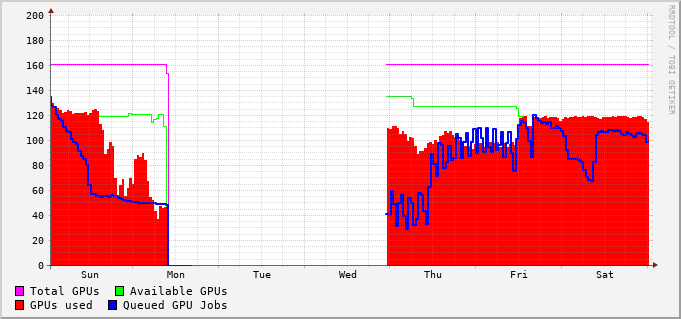 200
180
160
140
120
100
80
60
40
20
0
Sun Mon Tue Wed Thu Fri Sat
Total GPUs Available GPUs
GPUs used Queued GPU Jobs
RRDTOOL / TOBI OETIKER